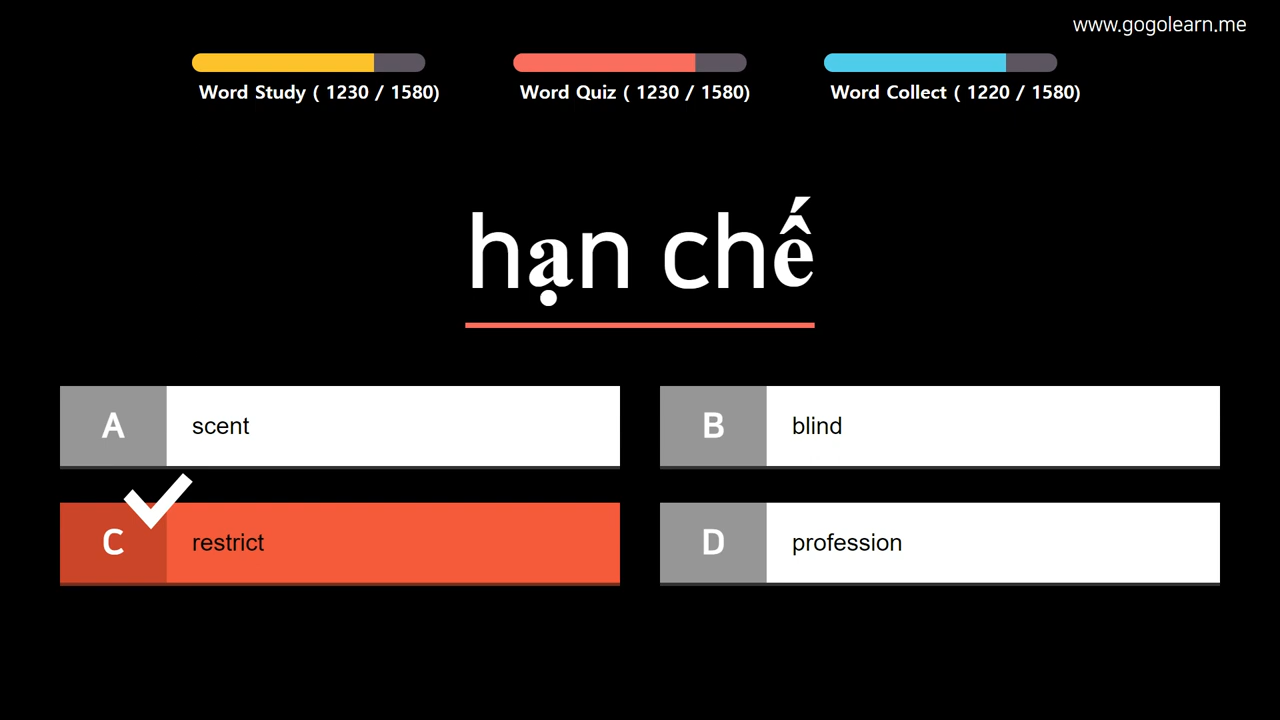 www.gogolearn.me
Word Study ( 1230 / 1580)
Word Quiz ( 1230 / 1580)
Word Collect ( 1220 / 1580)
hạn chế
A scent
B blind
C restrict
D profession